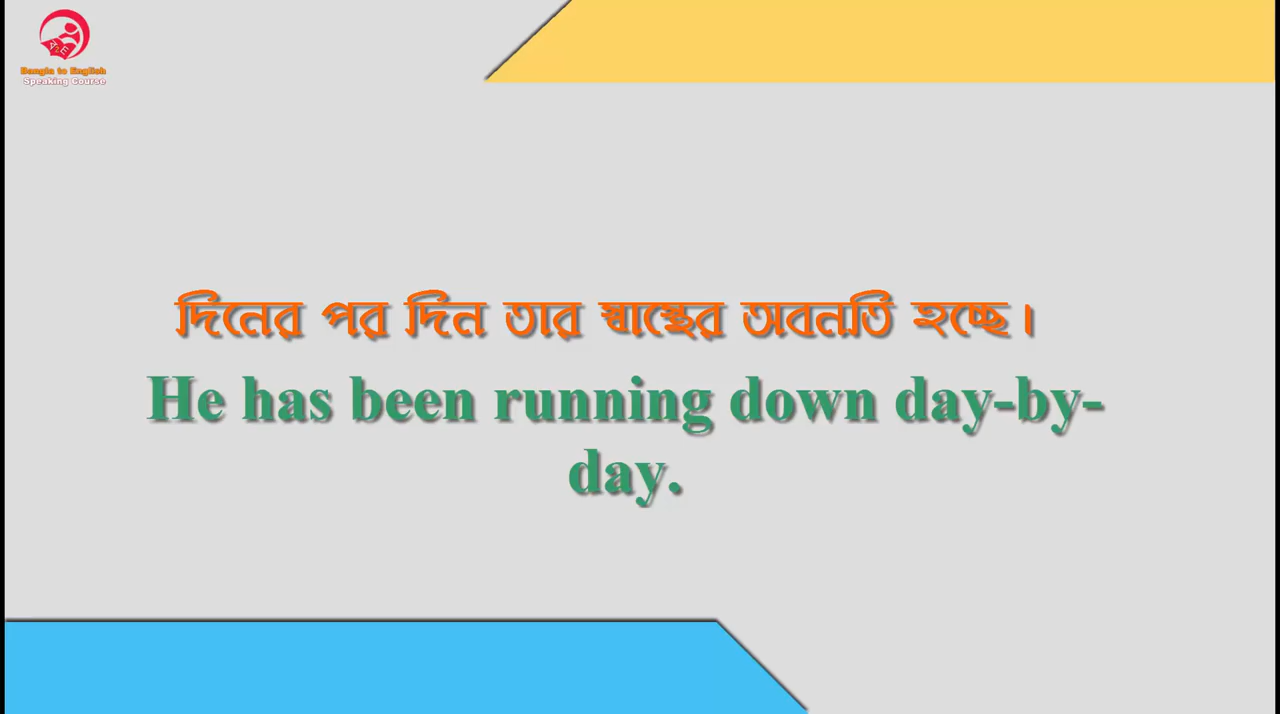 Bangla to English
Speaking Course
দিনের পর দিন তার স্বাস্থের অবনতি হচ্ছে।
He has been running down day-by-
day.